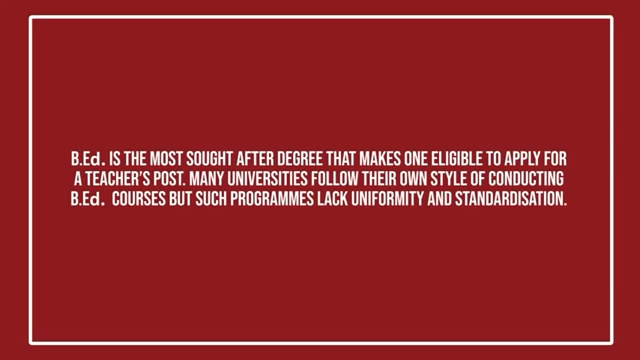 B.Ed. IS THE MOST SOUGHT AFTER DEGREE THAT MAKES ONE ELIGIBLE TO APPLY FOR
A TEACHER'S POST. MANY UNIVERSITIES FOLLOW THEIR OWN STYLE OF CONDUCTING
B.Ed. COURSES BUT SUCH PROGRAMMES LACK UNIFORMITY AND STANDARDISATION.